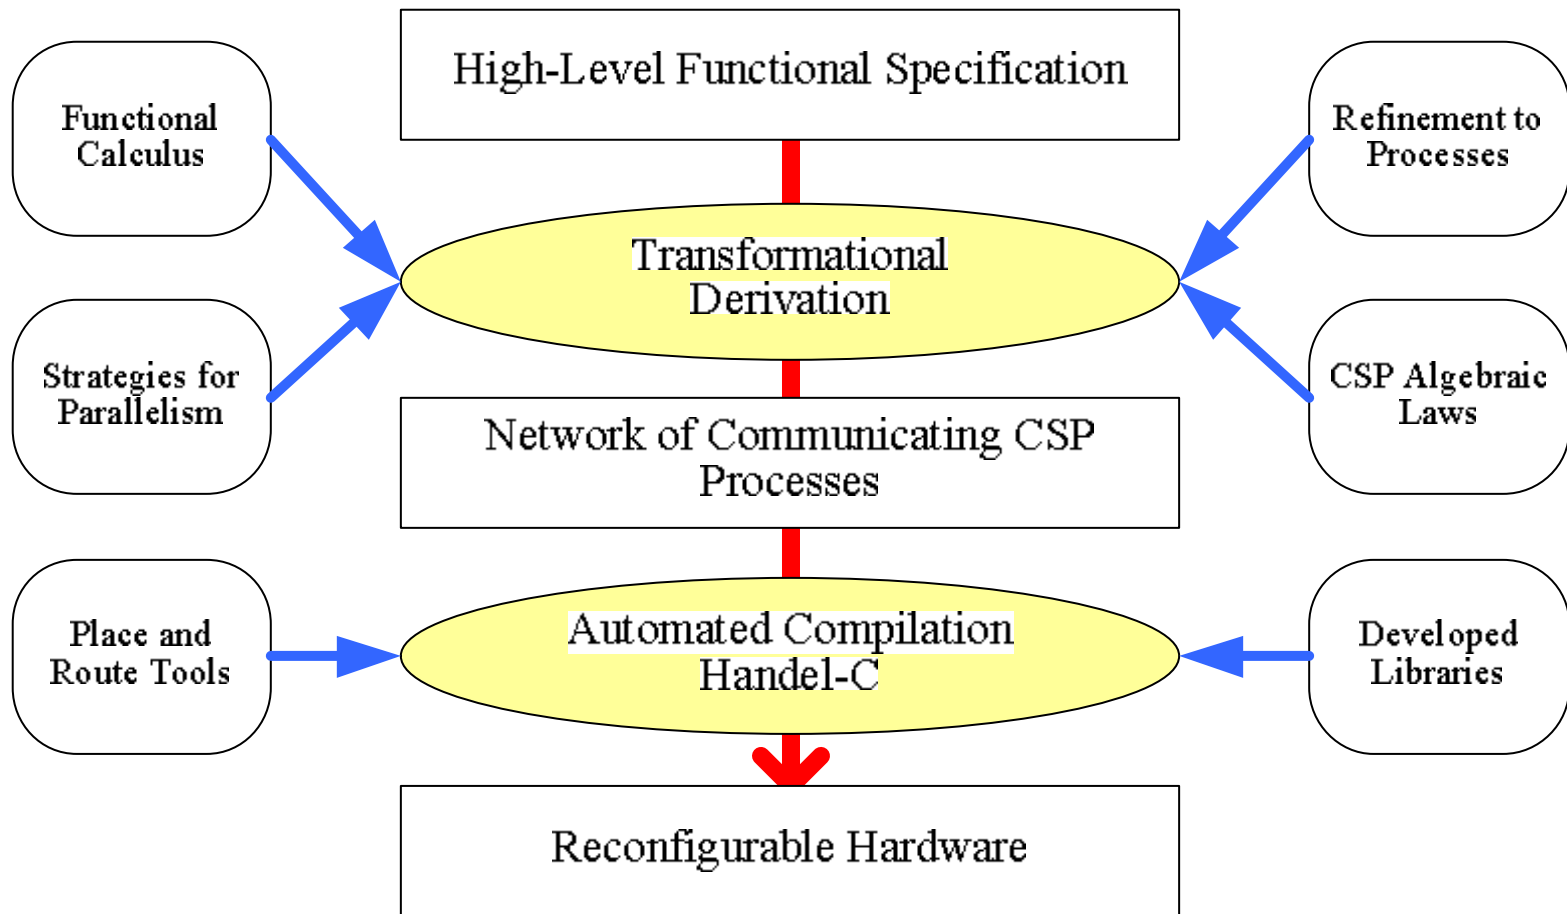 High-Level Functional Specification
Functional
Calculus
Refinement to
Processes
Transformational
Derivation
Strategies for
Parallelism
CSP Algebraic
Laws
Network of Communicating CSP
Processes
Place and
Route Tools
Automated Compilation
Handel-C
Developed
Libraries
Reconfigurable Hardware